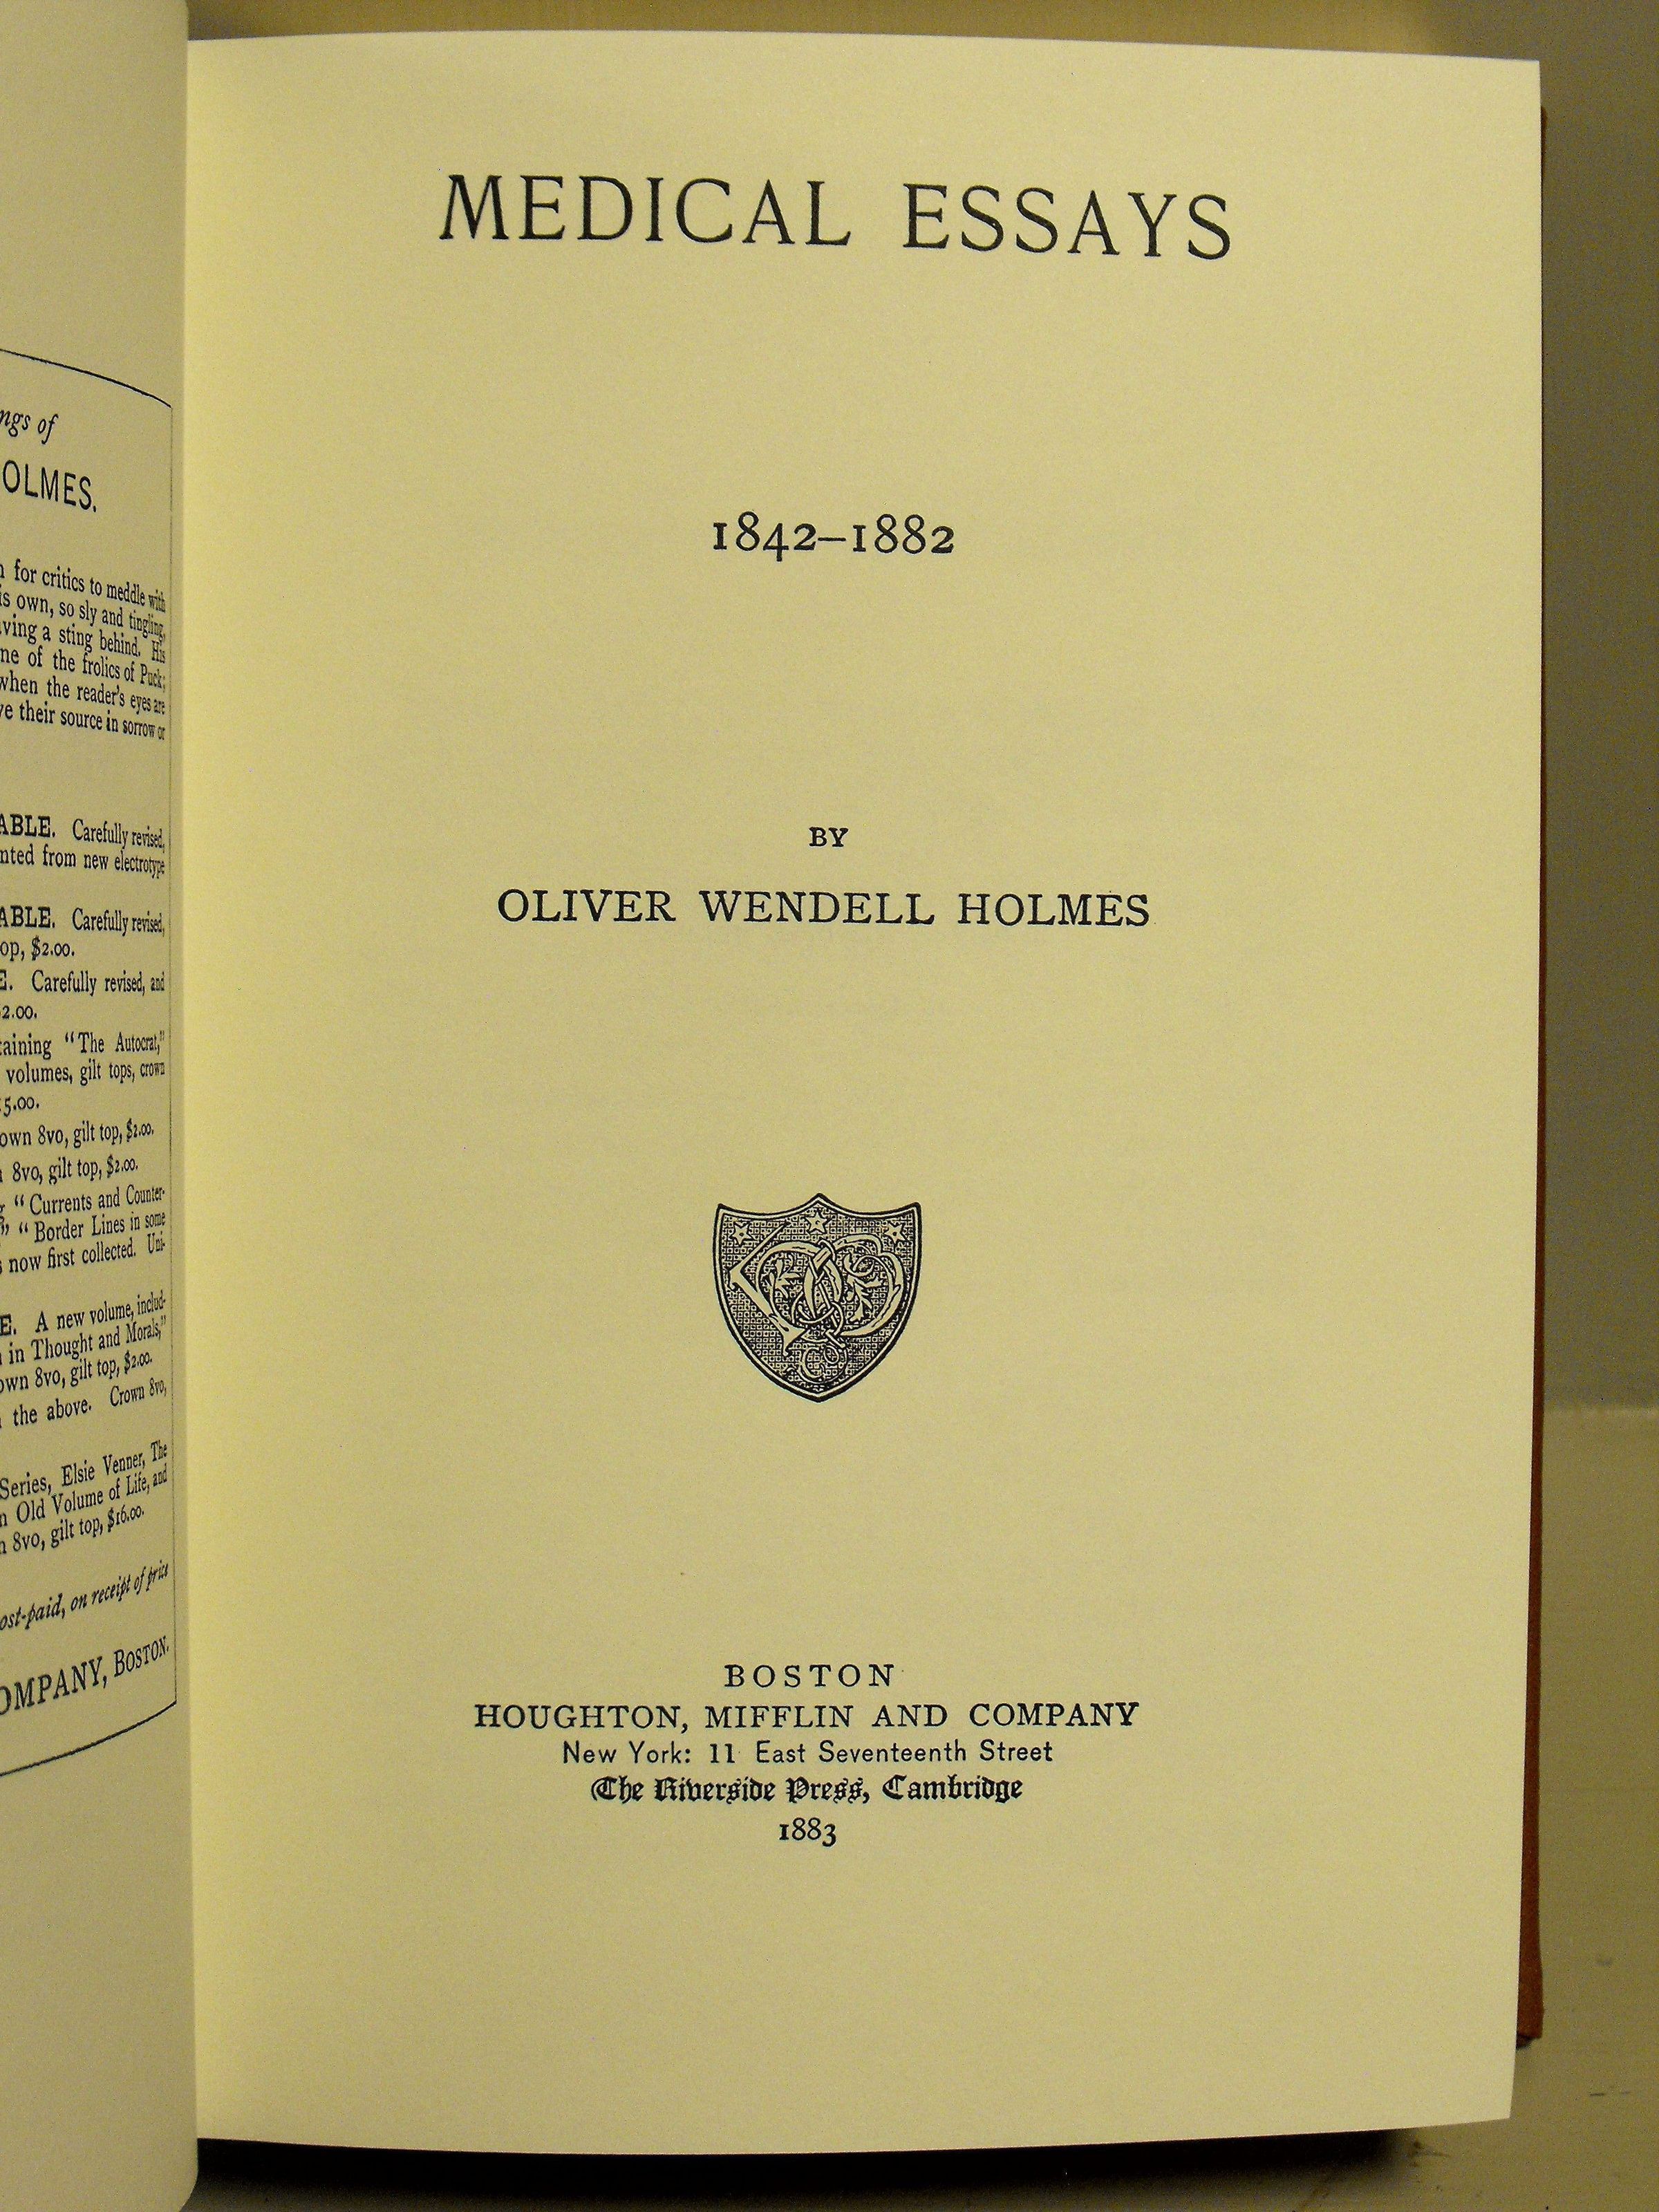 ngs of
OLMES.
for critics to meddle with
is own, so sly and tingling,
ving a sting behind. His
ne of the frolics of Puck;
when the reader's eyes are
ve their source in sorrow or
ABLE. Carefully revised,
nted from new electrotype
ABLE. Carefully revised,
op, $2.00.
E. Carefully revised, and
2.00.
taining "The Autocrat,"
volumes, gilt tops, crown
5.00.
own 8vo, gilt top, $2.00.
8vo, gilt top, $2.00.
"Currents and Counter-
" "Border Lines in some
now first collected. Uni-
E. A new volume, includ-
in Thought and Morals,"
own 8vo, gilt top, $2.00.
the above. Crown 8vo,
Series, Elsie Venner, The
n Old Volume of Life, and
n 8vo, gilt top, $16.00.
ost-paid, on receipt of price
OMPANY, BOSTON.
MEDICAL ESSAYS
1842–1882
BY
OLIVER WENDELL HOLMES
BOSTON
HOUGHTON, MIFFLIN AND COMPANY
New York: 11 East Seventeenth Street
The Riverside Press, Cambridge
1883